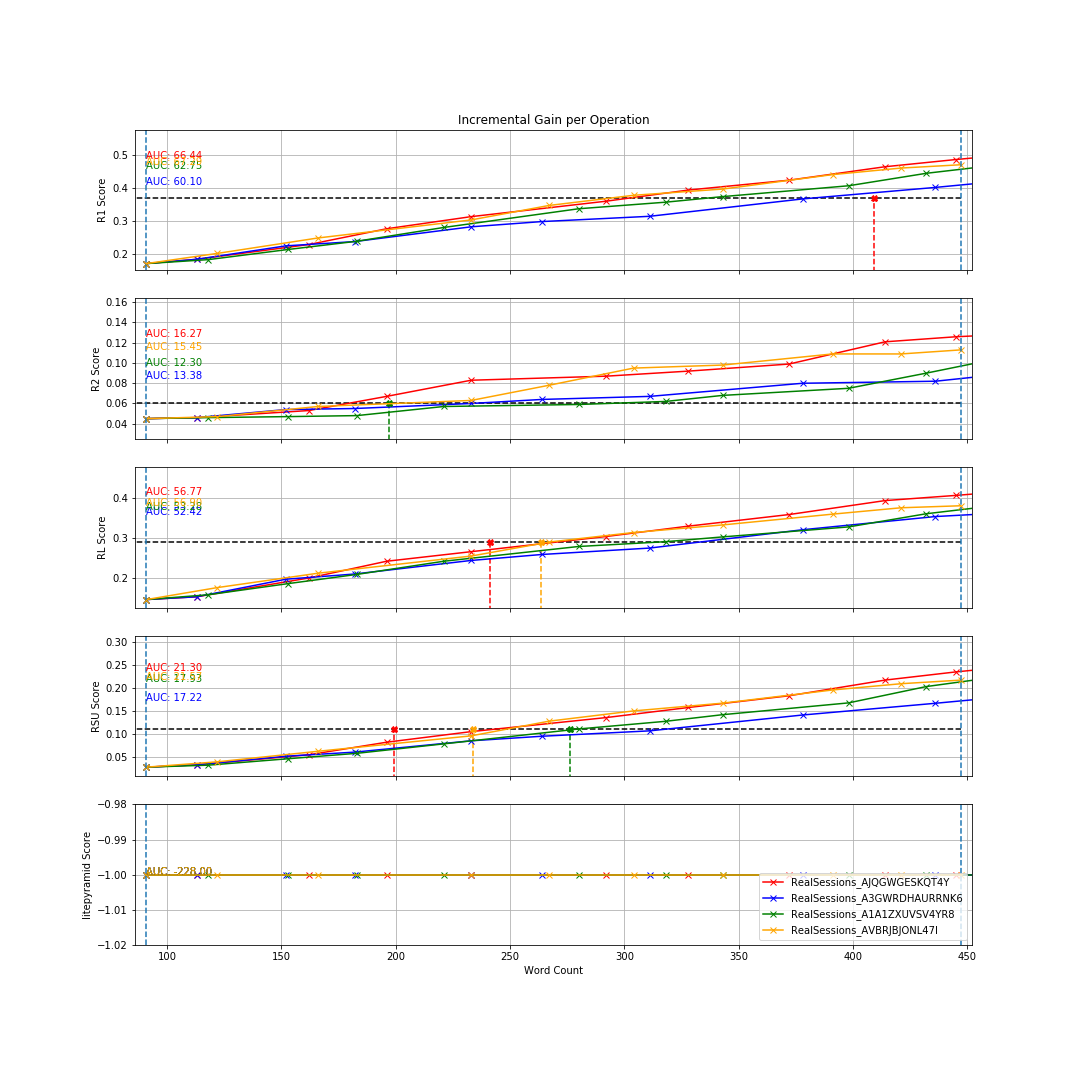 Incremental Gain per Operation
0.5
0.4
0.3
0.2
R1 Score
AUC: 66.44
AUC: 62.75
AUC: 60.10
0.16
0.14
0.12
0.10
0.08
0.06
0.04
R2 Score
AUC: 16.27
AUC: 15.45
AUC: 12.30
AUC: 13.38
0.4
0.3
0.2
RL Score
AUC: 56.77
AUC: 52.42
0.30
0.25
0.20
0.15
0.10
0.05
RSU Score
AUC: 21.30
AUC: 17.22
−0.98
−0.99
−1.00
−1.01
−1.02
litepyramid Score
AUC: -228.00
RealSessions_AJQGWGESKQT4Y
RealSessions_A3GWRDHAURRNK6
RealSessions_A1A1ZXUVSV4YR8
RealSessions_AVBRJBJONL47I
100 150 200 250 300 350 400 450
Word Count